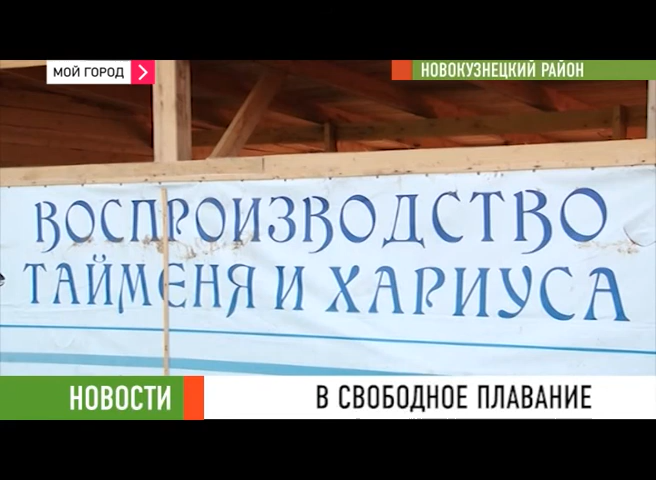 МОЙ ГОРОД
НОВОКУЗНЕЦКИЙ РАЙОН
ВОСПРОИЗВОДСТВО
ТАЙМЕНЯ И ХАРИУСА
НОВОСТИ
В СВОБОДНОЕ ПЛАВАНИЕ